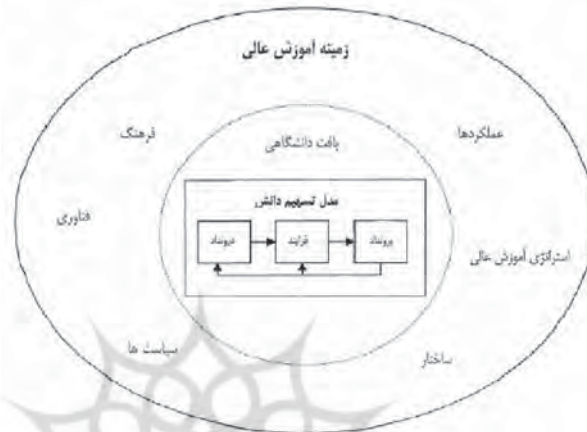 زمینه آموزش عالی
عملکردها
فرهنگ
بافت دانشگاهی
مدل تسهیم دانش
فناوری
برونداد
فرایند
درونداد
استراتژی آموزش عالی
سیاست ها
ساختار